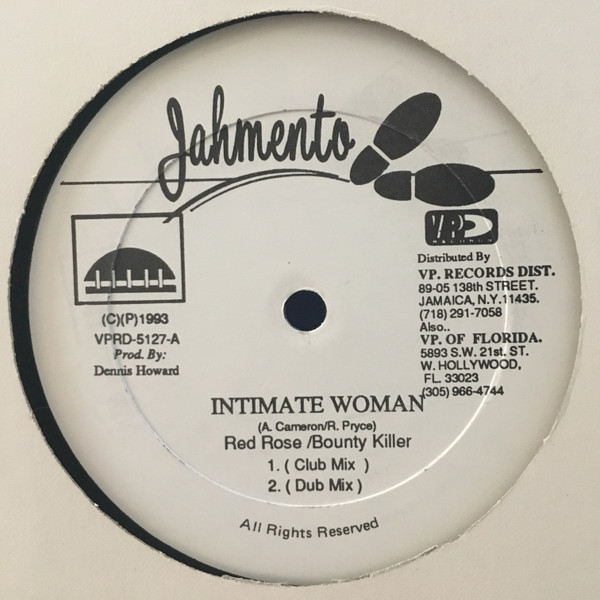 Jahmento
VP
RECORDS
Distributed By
VP. RECORDS DIST.
89-05 138th STREET.
JAMAICA, N.Y.11435.
(718) 291-7058
Also..
VP. OF FLORIDA.
5893 S.W. 21st. ST.
W. HOLLYWOOD,
FL. 33023
(305) 966-4744
(C)(P)1993
VPRD-5127-A
Prod. By:
Dennis Howard
INTIMATE WOMAN
(A. Cameron/R. Pryce)
Red Rose /Bounty Killer
1. ( Club Mix )
2. ( Dub Mix )
All Rights Reserved